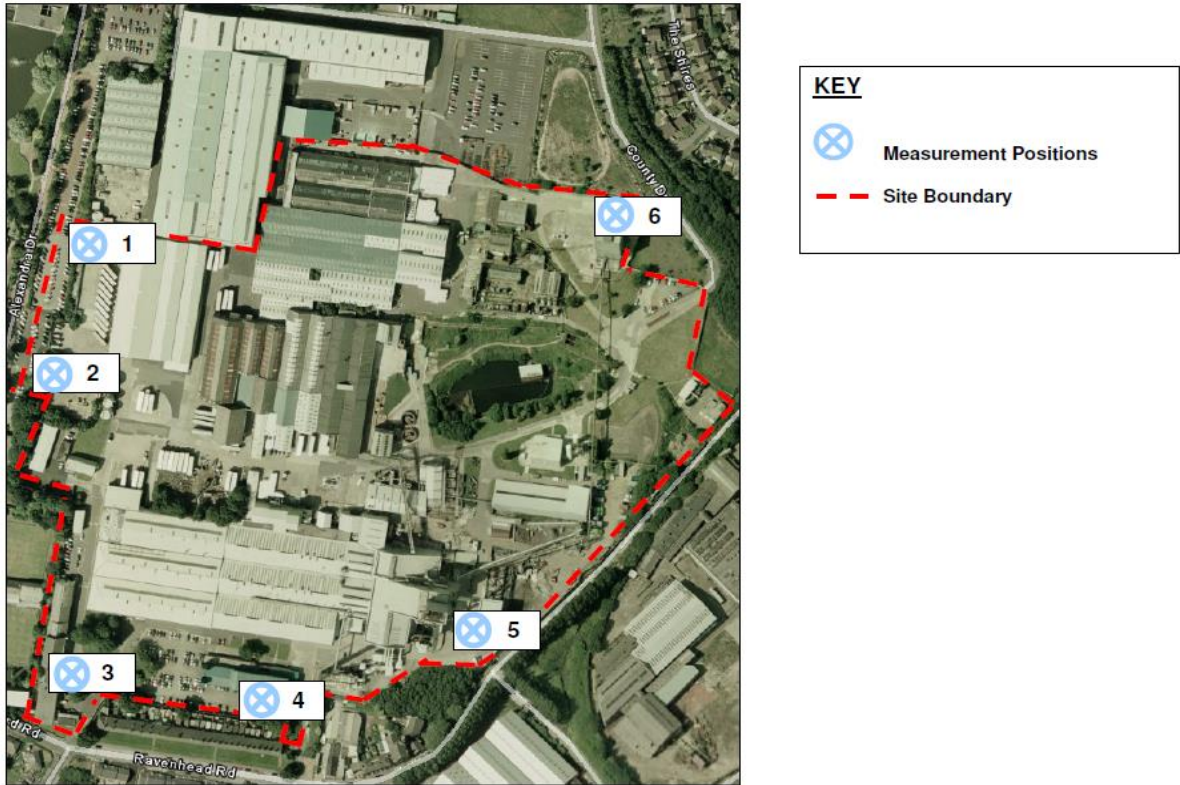 The Shires
County D
Alexandra Dr
1
2
3
4
5
6
d Rd
Ravenhead Rd
KEY
Measurement Positions
Site Boundary